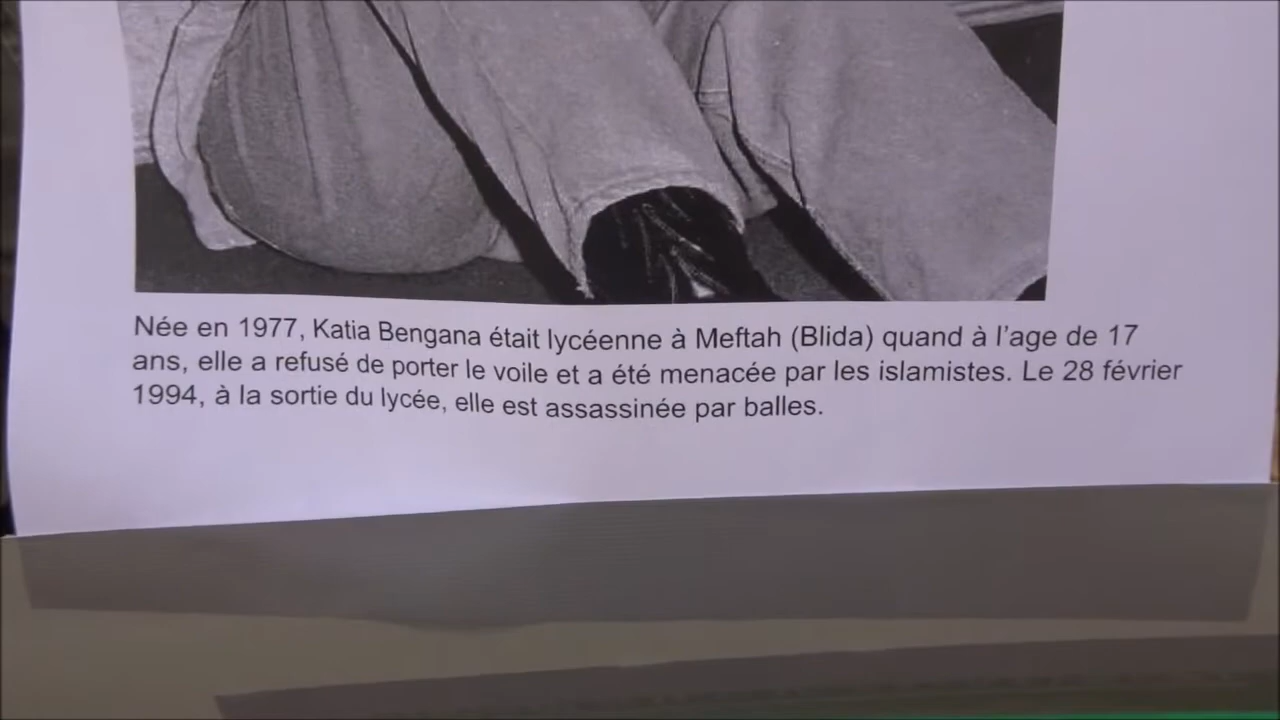 Née en 1977, Katia Bengana était lycéenne à Meftah (Blida) quand à l'age de 17
ans, elle a refusé de porter le voile et a été menacée par les islamistes. Le 28 février
1994, à la sortie du lycée, elle est assassinée par balles.